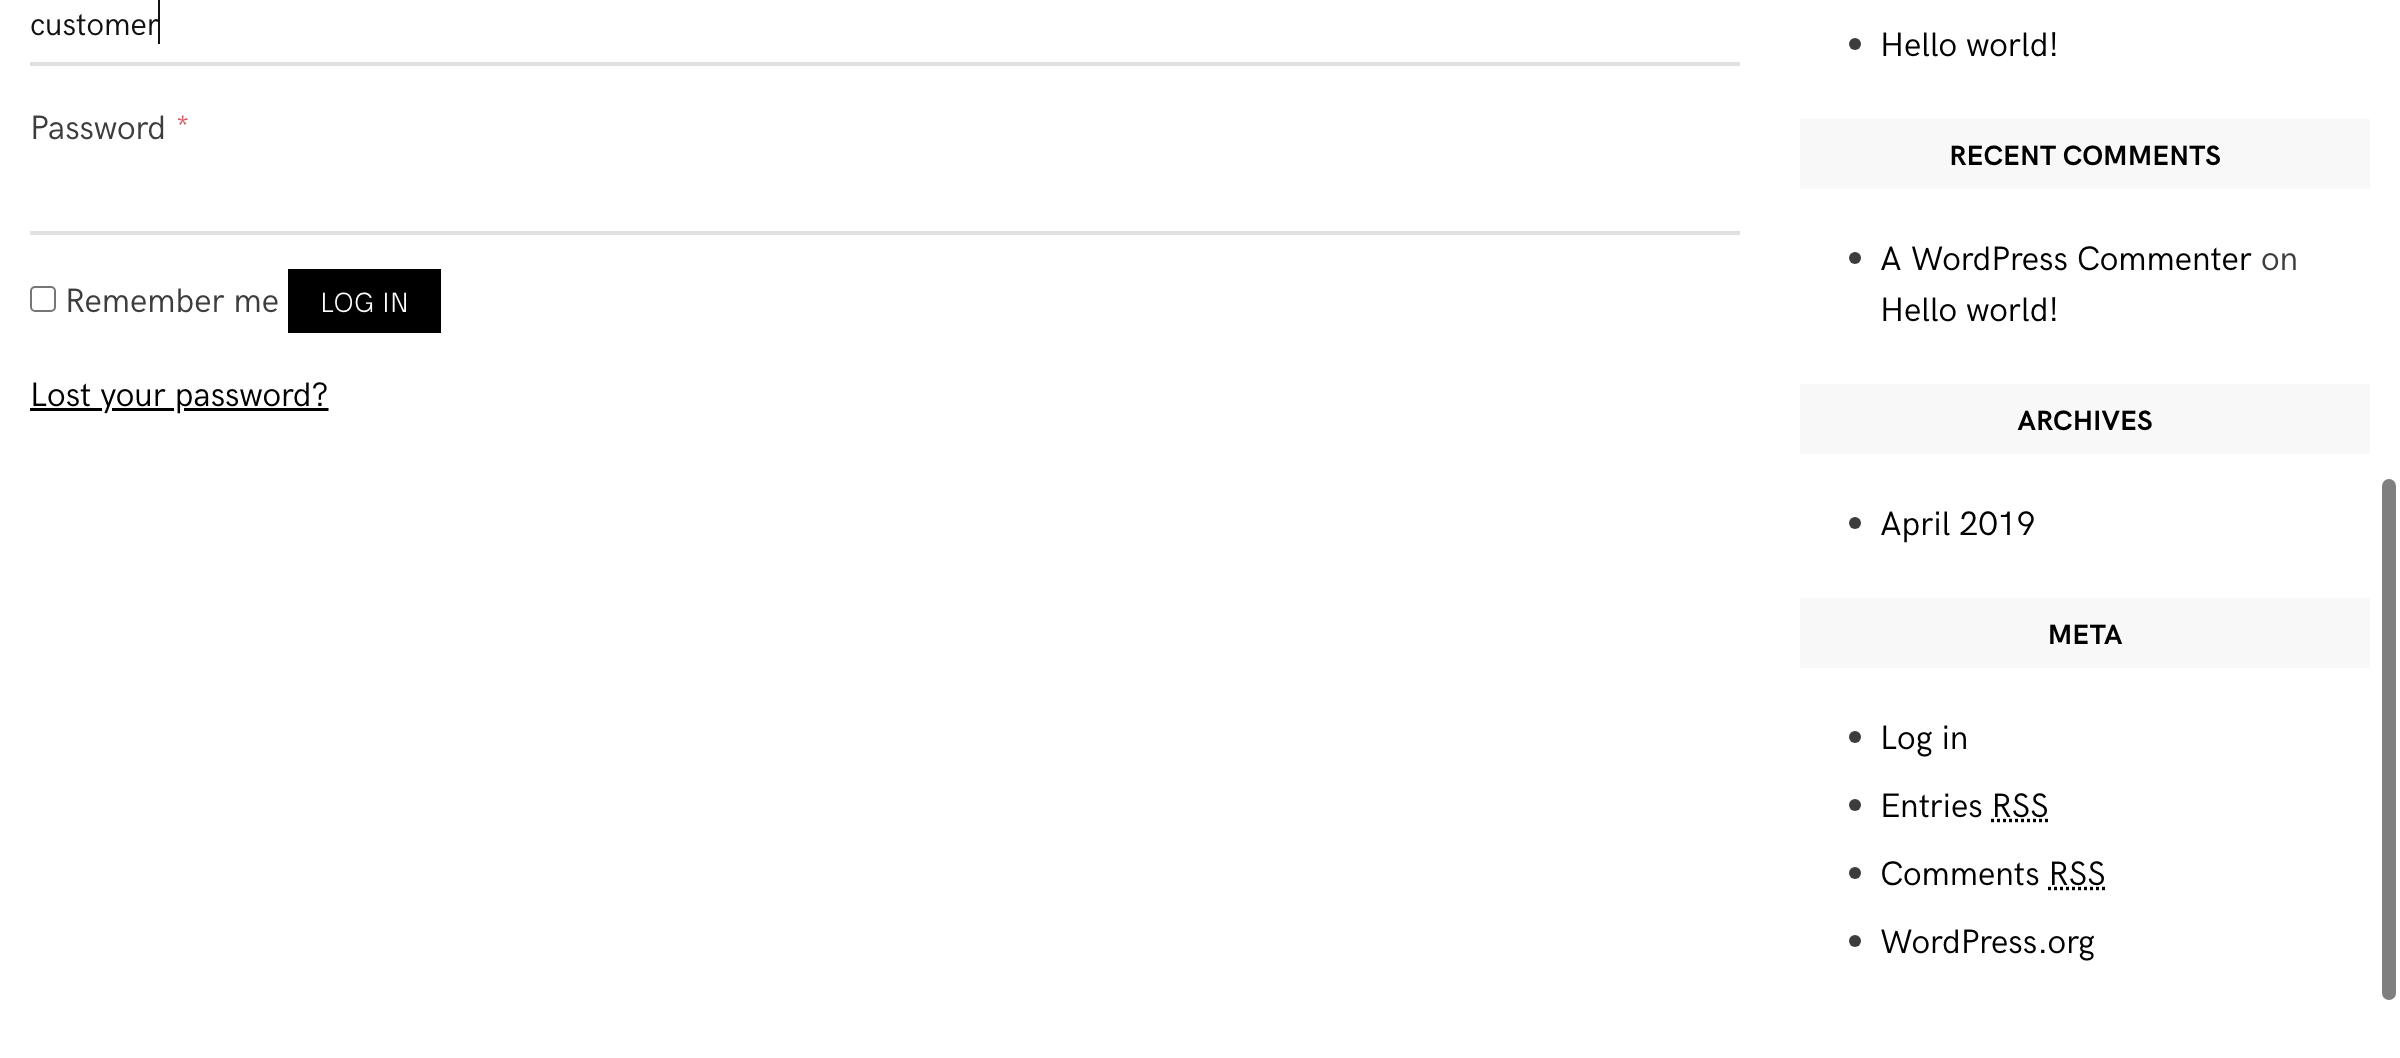 customer
Password *
Remember me
LOG IN
Lost your password?
Hello world!
RECENT COMMENTS
A WordPress Commenter on
Hello world!
ARCHIVES
April 2019
META
Log in
Entries RSS
Comments RSS
WordPress.org